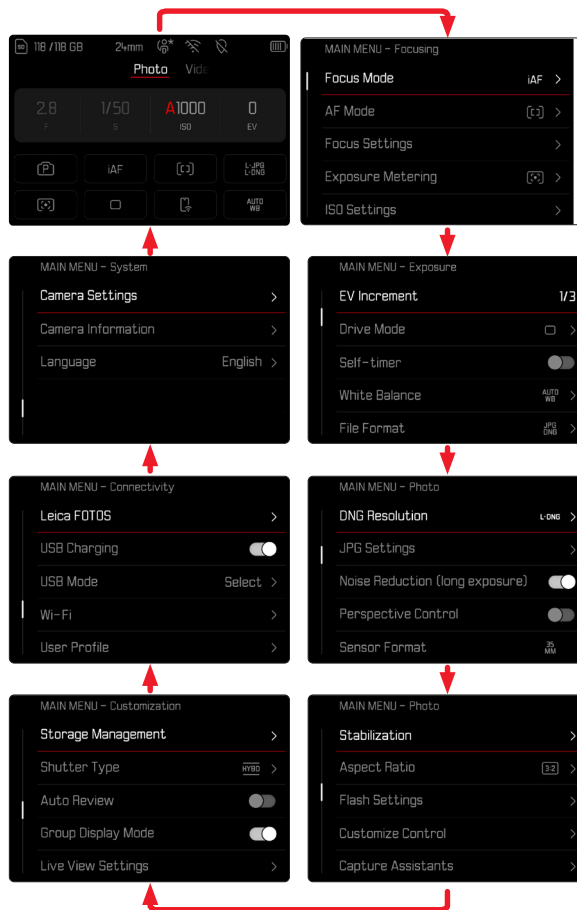 SD 118 /118 GB 24mm
Photo Vide
2.8 1/50 A1000 0
F S ISO EV
P iAF L-JPG L-DNG
AUTO WB
MAIN MENU – Focusing
Focus Mode iAF >
AF Mode >
Focus Settings >
Exposure Metering >
ISO Settings >
MAIN MENU – System
Camera Settings >
Camera Information >
Language English >
MAIN MENU – Exposure
EV Increment 1/3
Drive Mode >
Self-timer
White Balance AUTO WB >
File Format JPG DNG >
MAIN MENU – Connectivity
Leica FOTOS >
USB Charging
USB Mode Select >
Wi-Fi >
User Profile >
MAIN MENU – Photo
DNG Resolution L-DNG >
JPG Settings >
Noise Reduction (long exposure)
Perspective Control
Sensor Format 35 MM
MAIN MENU – Customization
Storage Management >
Shutter Type HYBD >
Auto Review
Group Display Mode
Live View Settings >
MAIN MENU – Photo
Stabilization >
Aspect Ratio 3:2 >
Flash Settings >
Customize Control >
Capture Assistants >